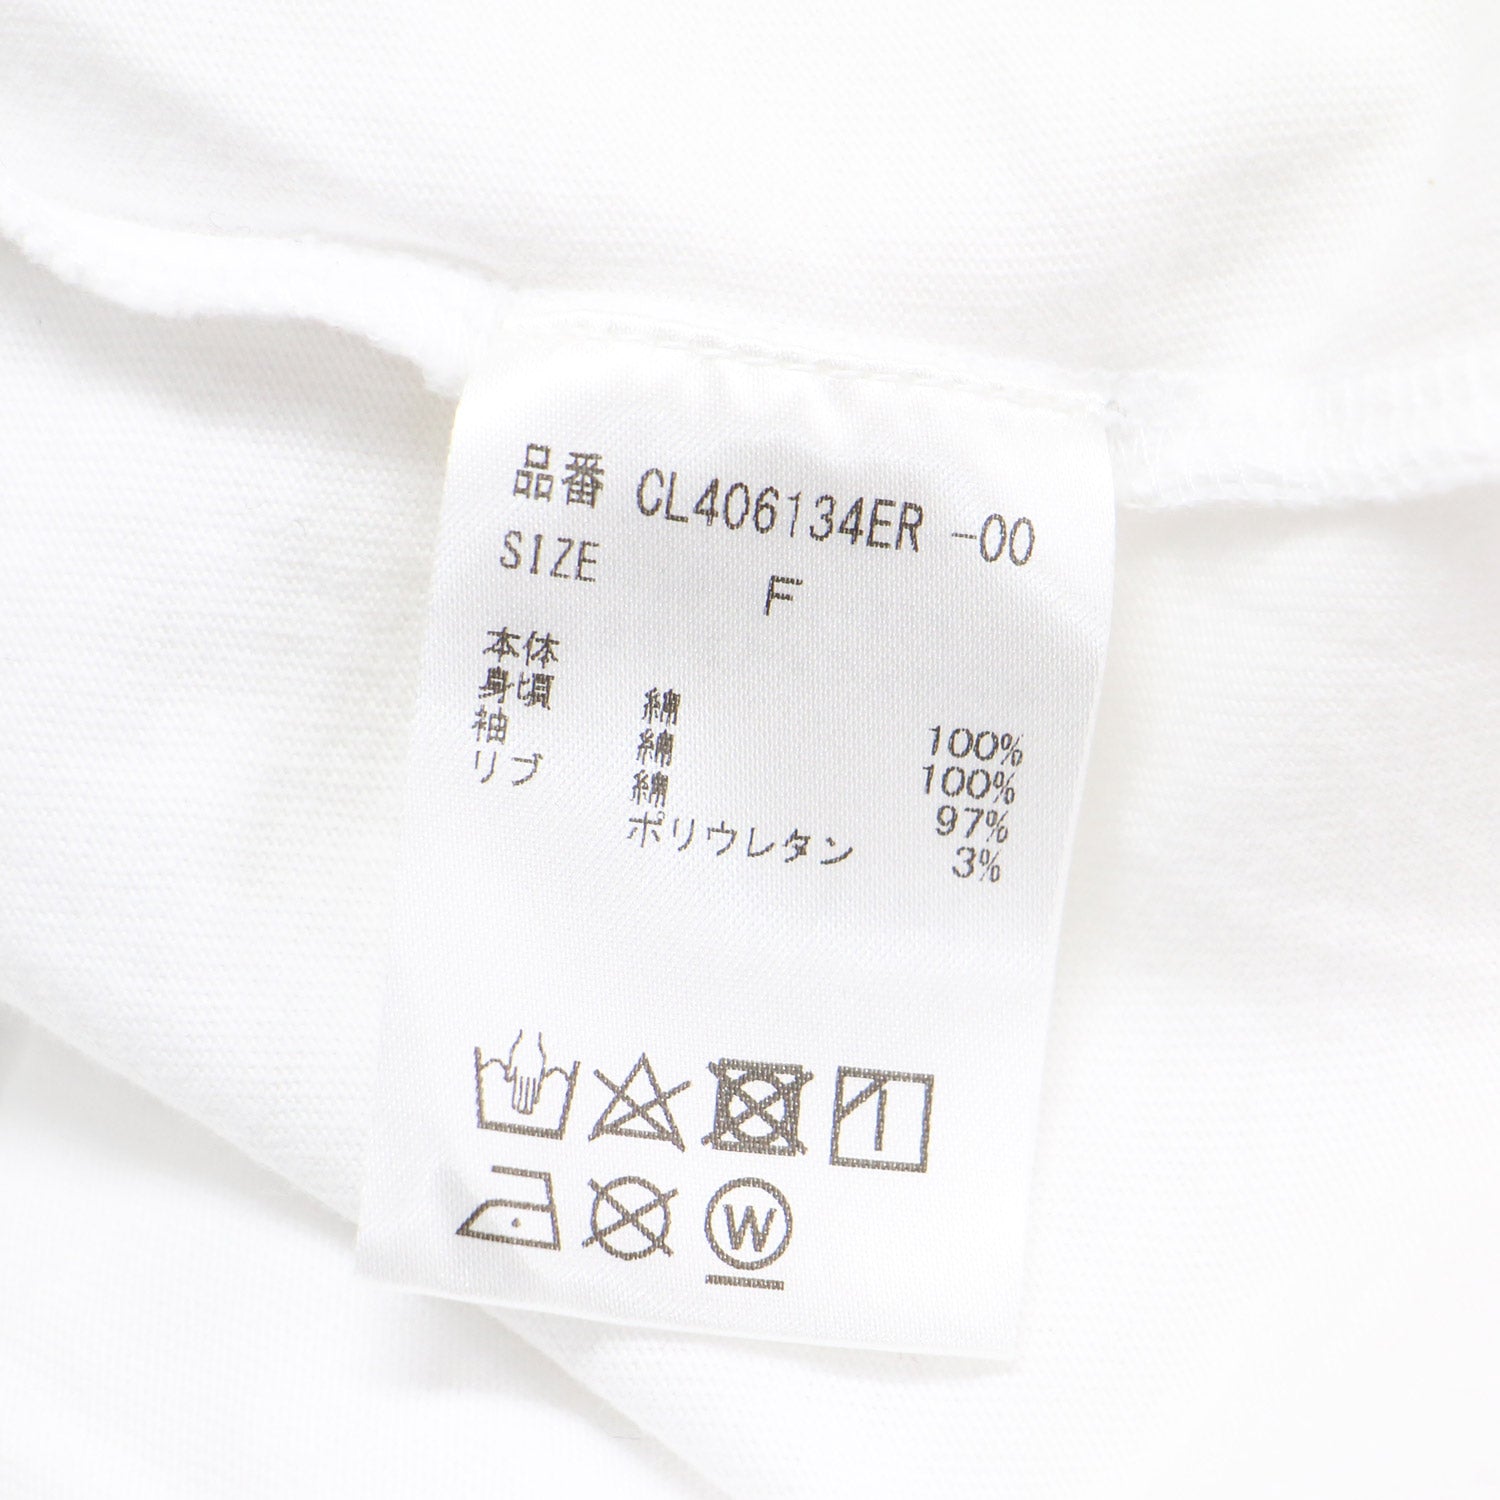 品番 CL406134ER -00
SIZE F
本体
身頃 綿 100%
袖 綿 100%
リブ 綿 97%
ポリウレタン 3%
W